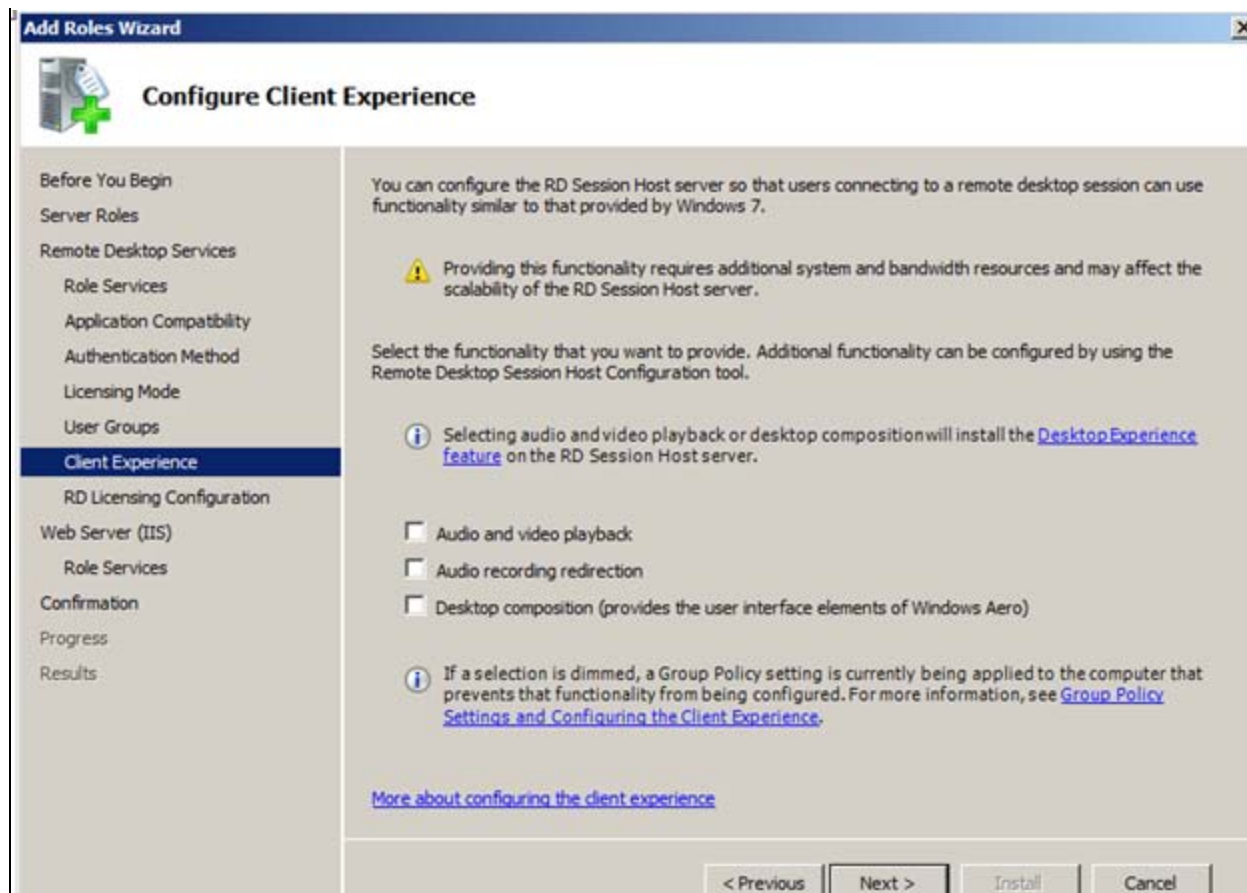 Add Roles Wizard
Configure Client Experience
Before You Begin
Server Roles
Remote Desktop Services
Role Services
Application Compatibility
Authentication Method
Licensing Mode
User Groups
Client Experience
RD Licensing Configuration
Web Server (IIS)
Role Services
Confirmation
Progress
Results
You can configure the RD Session Host server so that users connecting to a remote desktop session can use
functionality similar to that provided by Windows 7.
Providing this functionality requires additional system and bandwidth resources and may affect the
scalability of the RD Session Host server.
Select the functionality that you want to provide. Additional functionality can be configured by using the
Remote Desktop Session Host Configuration tool.
Selecting audio and video playback or desktop composition will install the Desktop Experience
feature on the RD Session Host server.
Audio and video playback
Audio recording redirection
Desktop composition (provides the user interface elements of Windows Aero)
If a selection is dimmed, a Group Policy setting is currently being applied to the computer that
prevents that functionality from being configured. For more information, see Group Policy
Settings and Configuring the Client Experience.
More about configuring the client experience
< Previous
Next >
Install
Cancel